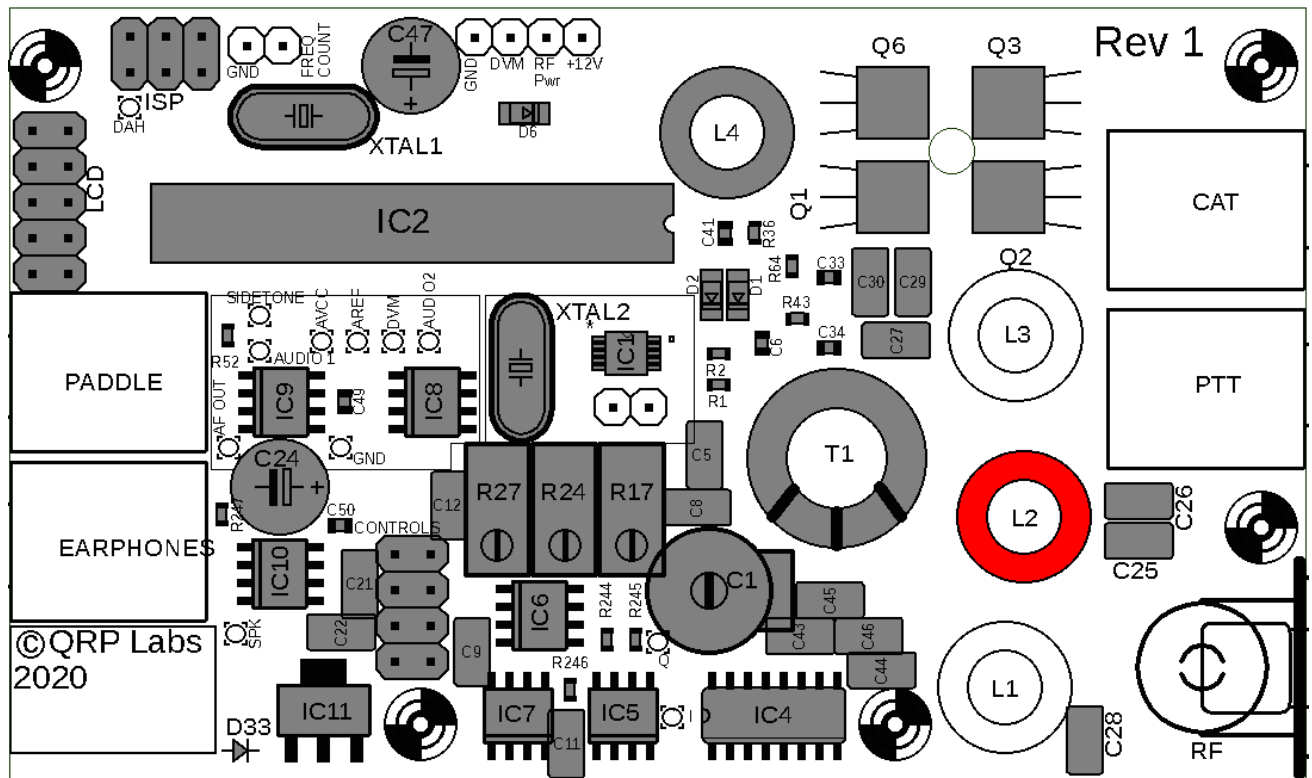 C47
Q6
Q3
Rev 1
GND
FREQ
COUNT
GND
DVM
RF
Pwr
+12V
ISP
DAH
XTAL1
D6
L4
LCD
IC2
Q1
CAT
C41
R36
Q2
R64
C33
C30
C29
D2
D1
SIDETONE
AVCC
AREF
DVM
AUDIO2
XTAL2
*
R43
C34
C27
L3
R52
AUDIO 1
IC1
C6
R2
R1
PADDLE
PTT
AF OUT
IC9
C49
IC8
GND
C24
+
C5
T1
R27
R24
R17
C12
C8
R247
C50
CONTROLS
L2
C26
C25
EARPHONES
IC10
C21
C1
C22
SPK
IC6
R244
R245
Q
C45
C43
C46
C44
C9
R246
©QRP Labs
2020
L1
RF
IC11
D33
IC7
IC5
I
IC4
C11
C28